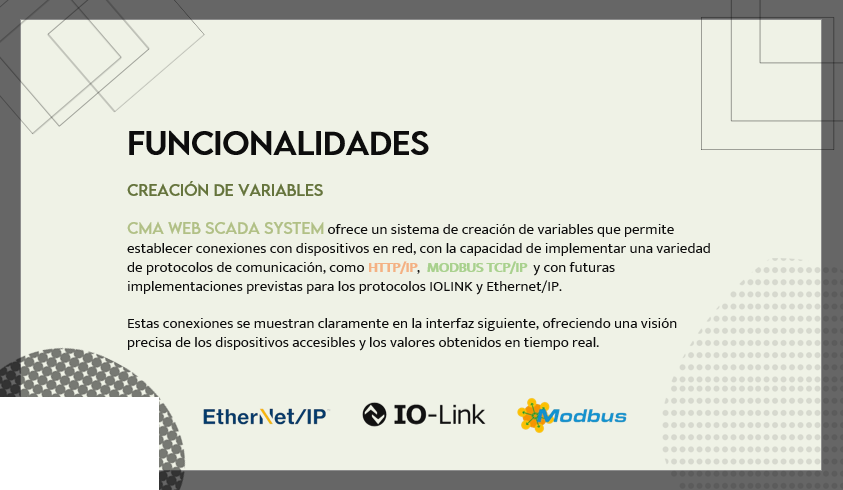 FUNCIONALIDADES
CREACIÓN DE VARIABLES
CMA WEB SCADA SYSTEM ofrece un sistema de creación de variables que permite
establecer conexiones con dispositivos en red, con la capacidad de implementar una variedad
de protocolos de comunicación, como HTTP/IP, MODBUS TCP/IP y con futuras
implementaciones previstas para los protocolos IOLINK y Ethernet/IP.
Estas conexiones se muestran claramente en la interfaz siguiente, ofreciendo una visión
precisa de los dispositivos accesibles y los valores obtenidos en tiempo real.
EtherNet/IP IO-Link Modbus